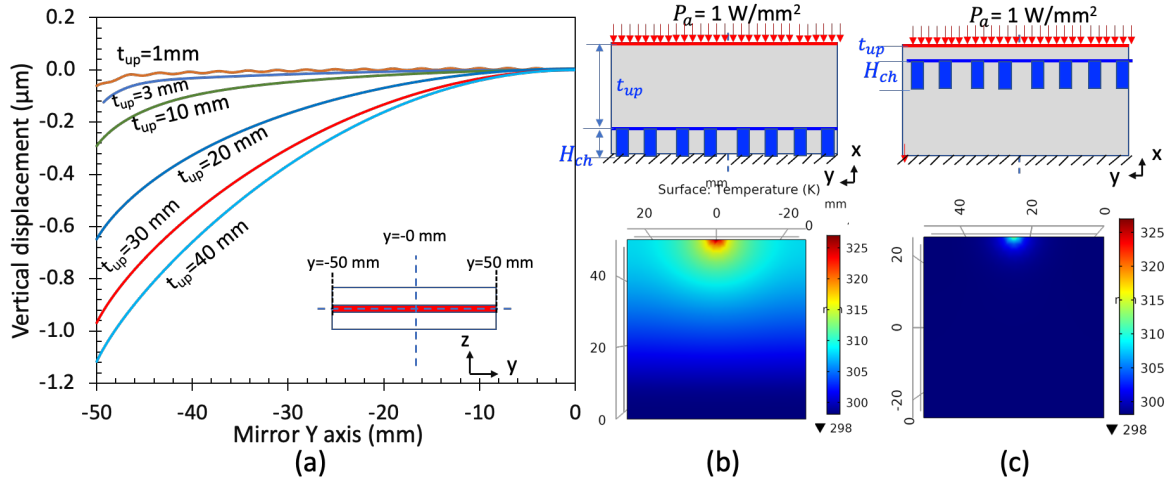 0.2
0.0
-0.2
-0.4
-0.6
-0.8
-1.0
-1.2
Vertical displacement (μm)
t_up=1mm
t_up=3 mm
t_up=10 mm
t_up=20 mm
t_up=30 mm
t_up=40 mm
y=-0 mm
y=-50 mm
y=50 mm
z
y
-50
-40
-30
-20
-10
0
Mirror Y axis (mm)
(a)
P_a = 1 W/mm²
t_up
H_ch
x
y
mm
Surface: Temperature (K)
20
0
-20
mm
0
40
20
0
325
320
315
310
305
300
▼ 298
(b)
P_a = 1 W/mm²
t_up
H_ch
x
y
40
20
0
20
0
-20
325
320
315
310
305
300
▼ 298
(c)